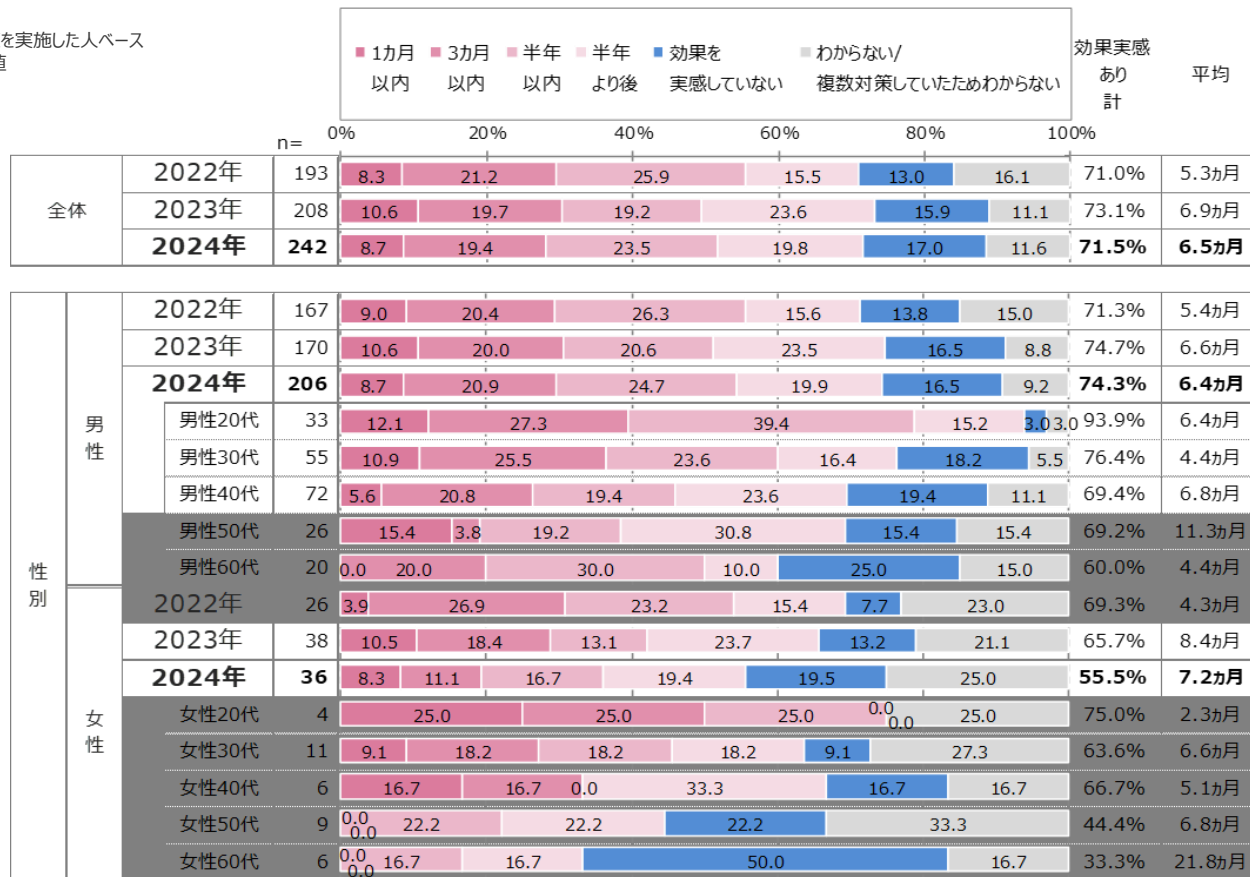 を実施した人ベース
値
■ 1カ月以内 ■ 3カ月以内 ■ 半年以内 ■ 半年より後 ■ 効果を実感していない ■ わからない/複数対策していたためわからない
効果実感あり計
平均
n= 0% 20% 40% 60% 80% 100%
全体
2022年 193 8.3 21.2 25.9 15.5 13.0 16.1 71.0% 5.3ヵ月
2023年 208 10.6 19.7 19.2 23.6 15.9 11.1 73.1% 6.9ヵ月
2024年 242 8.7 19.4 23.5 19.8 17.0 11.6 71.5% 6.5ヵ月
性別
男性
2022年 167 9.0 20.4 26.3 15.6 13.8 15.0 71.3% 5.4ヵ月
2023年 170 10.6 20.0 20.6 23.5 16.5 8.8 74.7% 6.6ヵ月
2024年 206 8.7 20.9 24.7 19.9 16.5 9.2 74.3% 6.4ヵ月
男性20代 33 12.1 27.3 39.4 15.2 3.0 3.0 93.9% 6.4ヵ月
男性30代 55 10.9 25.5 23.6 16.4 18.2 5.5 76.4% 4.4ヵ月
男性40代 72 5.6 20.8 19.4 23.6 19.4 11.1 69.4% 6.8ヵ月
男性50代 26 15.4 3.8 19.2 30.8 15.4 15.4 69.2% 11.3ヵ月
男性60代 20 0.0 20.0 30.0 10.0 25.0 15.0 60.0% 4.4ヵ月
女性
2022年 26 3.9 26.9 23.2 15.4 7.7 23.0 69.3% 4.3ヵ月
2023年 38 10.5 18.4 13.1 23.7 13.2 21.1 65.7% 8.4ヵ月
2024年 36 8.3 11.1 16.7 19.4 19.5 25.0 55.5% 7.2ヵ月
女性20代 4 25.0 25.0 25.0 0.0 0.0 25.0 75.0% 2.3ヵ月
女性30代 11 9.1 18.2 18.2 18.2 9.1 27.3 63.6% 6.6ヵ月
女性40代 6 16.7 16.7 0.0 33.3 16.7 16.7 66.7% 5.1ヵ月
女性50代 9 0.0 0.0 22.2 22.2 22.2 33.3 44.4% 6.8ヵ月
女性60代 6 0.0 0.0 16.7 16.7 50.0 16.7 33.3% 21.8ヵ月